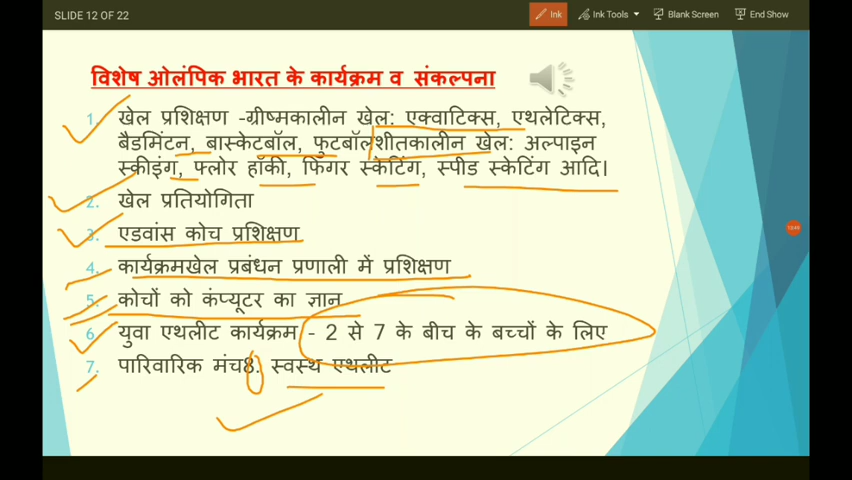 SLIDE 12 OF 22
Ink Ink Tools Blank Screen End Show
विशेष ओलंपिक भारत के कार्यक्रम व संकल्पना
1. खेल प्रशिक्षण -ग्रीष्मकालीन खेल: एक्वाटिक्स, एथलेटिक्स,
बैडमिंटन, बास्केटबॉल, फुटबॉलशीतकालीन खेल: अल्पाइन
स्कीइंग, फ्लोर हॉकी, फिगर स्केटिंग, स्पीड स्केटिंग आदि।
2. खेल प्रतियोगिता
3. एडवांस कोच प्रशिक्षण
4. कार्यक्रमखेल प्रबंधन प्रणाली में प्रशिक्षण
5. कोचों को कंप्यूटर का ज्ञान
6 युवा एथलीट कार्यक्रम - 2 से 7 के बीच के बच्चों के लिए
7. पारिवारिक मंच8. स्वस्थ एथलीट